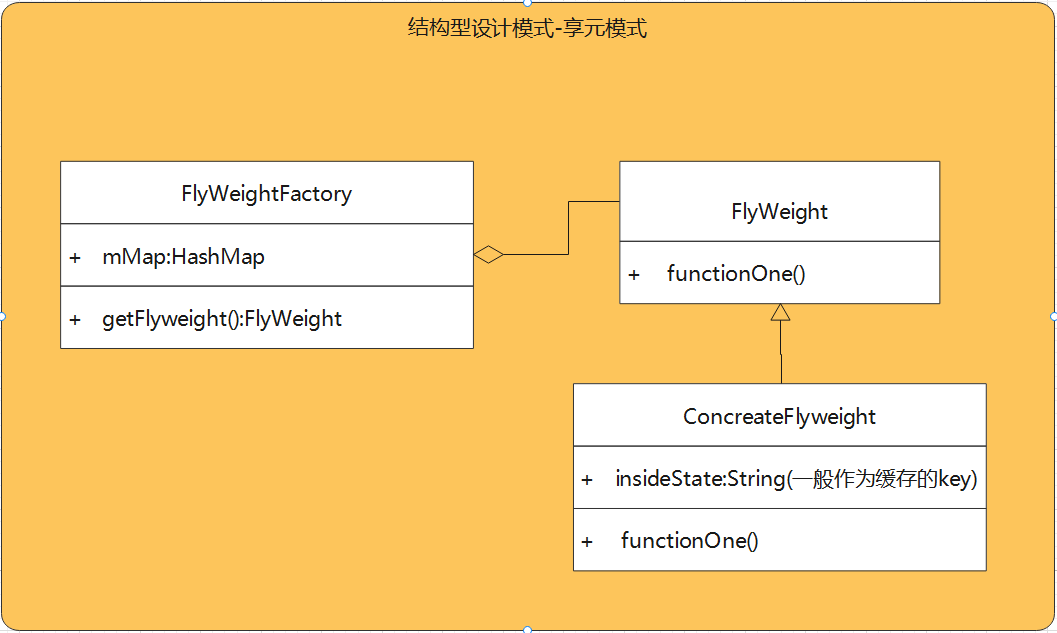 结构型设计模式-享元模式
FlyWeightFactory
+ mMap:HashMap
+ getFlyweight():FlyWeight
FlyWeight
+ functionOne()
ConcreateFlyweight
+ insideState:String(一般作为缓存的key)
+ functionOne()